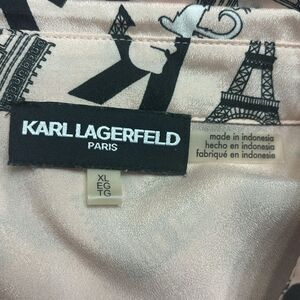 KARL LAGERFELD
PARIS
made in indonesia
hecho en indonesia
fabriqué en indonesie
XL
EG
TG